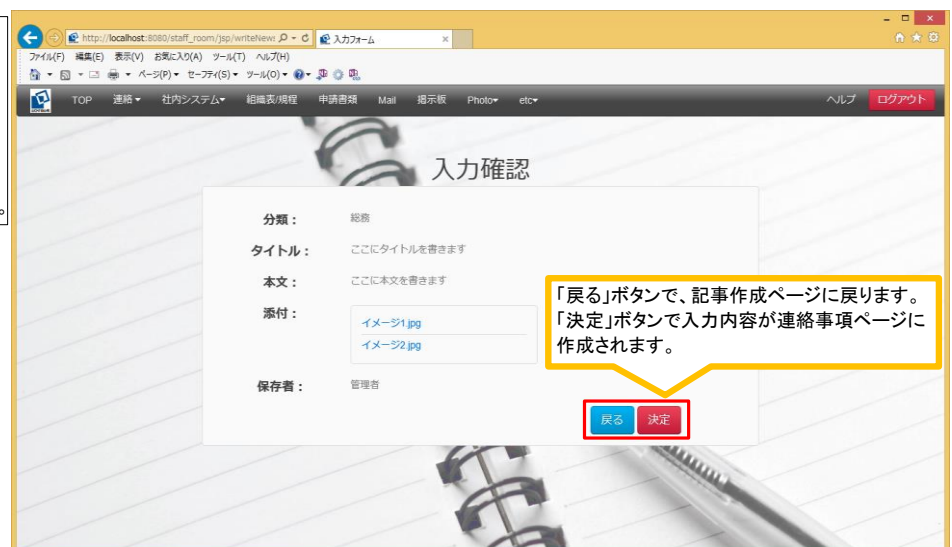 http://localhost:8080/staff_room/jsp/writeNew
入力フォーム
ファイル(F) 編集(E) 表示(V) お気に入り(A) ツール(T) ヘルプ(H)
ページ(P) セーフティ(S) ツール(O)
TOP 連絡 社内システム 組織表/規程 申請書類 Mail 掲示板 Photo etc ヘルプ ログアウト
入力確認
分類： 総務
タイトル： ここにタイトルを書きます
本文： ここに本文を書きます
添付： イメージ1.jpg
イメージ2.jpg
保存者： 管理者
「戻る」ボタンで、記事作成ページに戻ります。
「決定」ボタンで入力内容が連絡事項ページに
作成されます。
戻る 決定
。